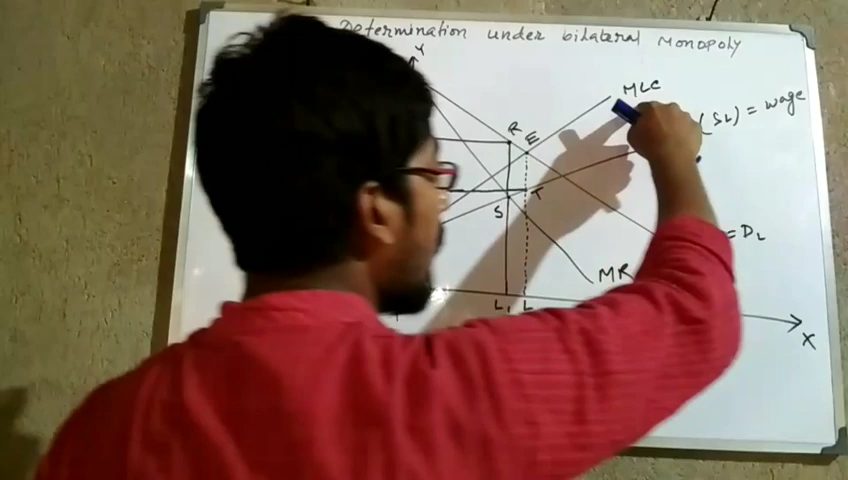 Determination under bilateral Monopoly
Y
MLC
(SL) = wage
R E
T
S
= DL
MR
L1 L
X